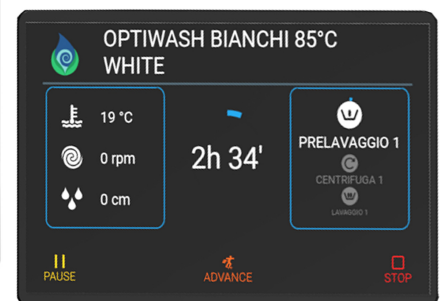 OPTIWASH BIANCHI 85°C
WHITE
19 °C
0 rpm
0 cm
2h 34'
PRELAVAGGIO 1
C
CENTRIFUGA 1
LAVAGGIO 1
PAUSE
ADVANCE
STOP